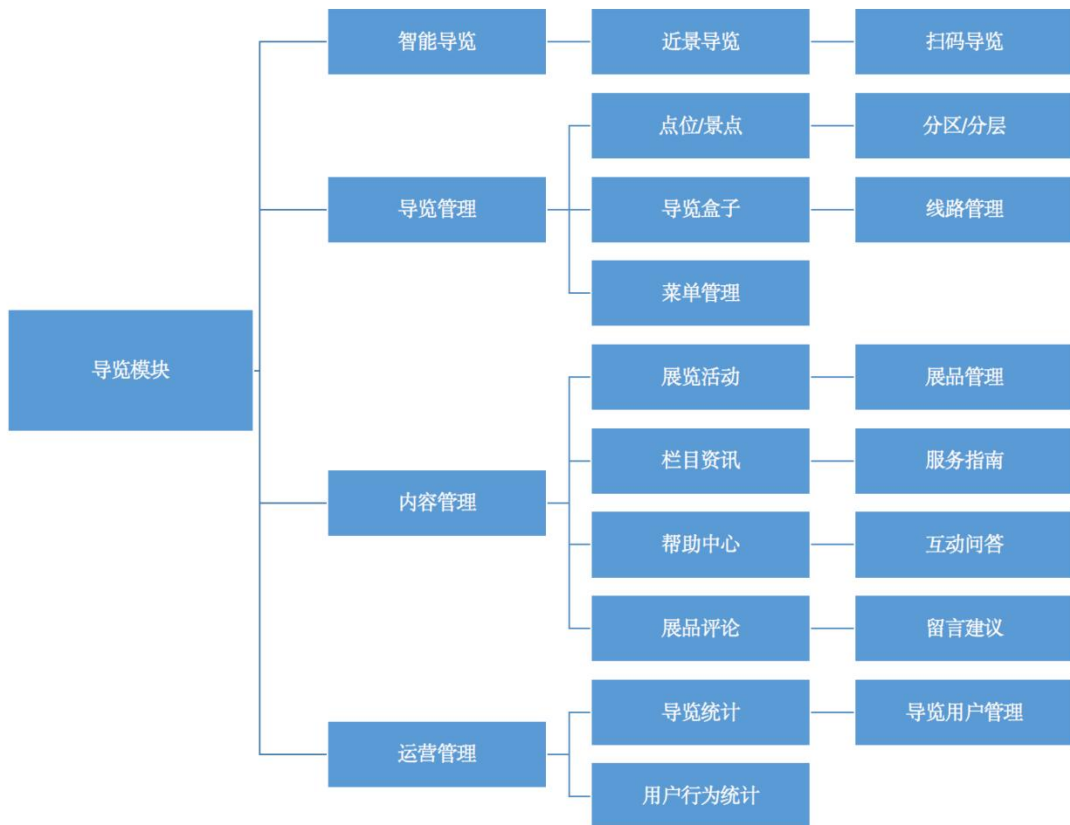 智能导览
近景导览
扫码导览
点位/景点
分区/分层
导览管理
导览盒子
线路管理
菜单管理
导览模块
展览活动
展品管理
栏目资讯
服务指南
内容管理
帮助中心
互动问答
展品评论
留言建议
导览统计
导览用户管理
运营管理
用户行为统计